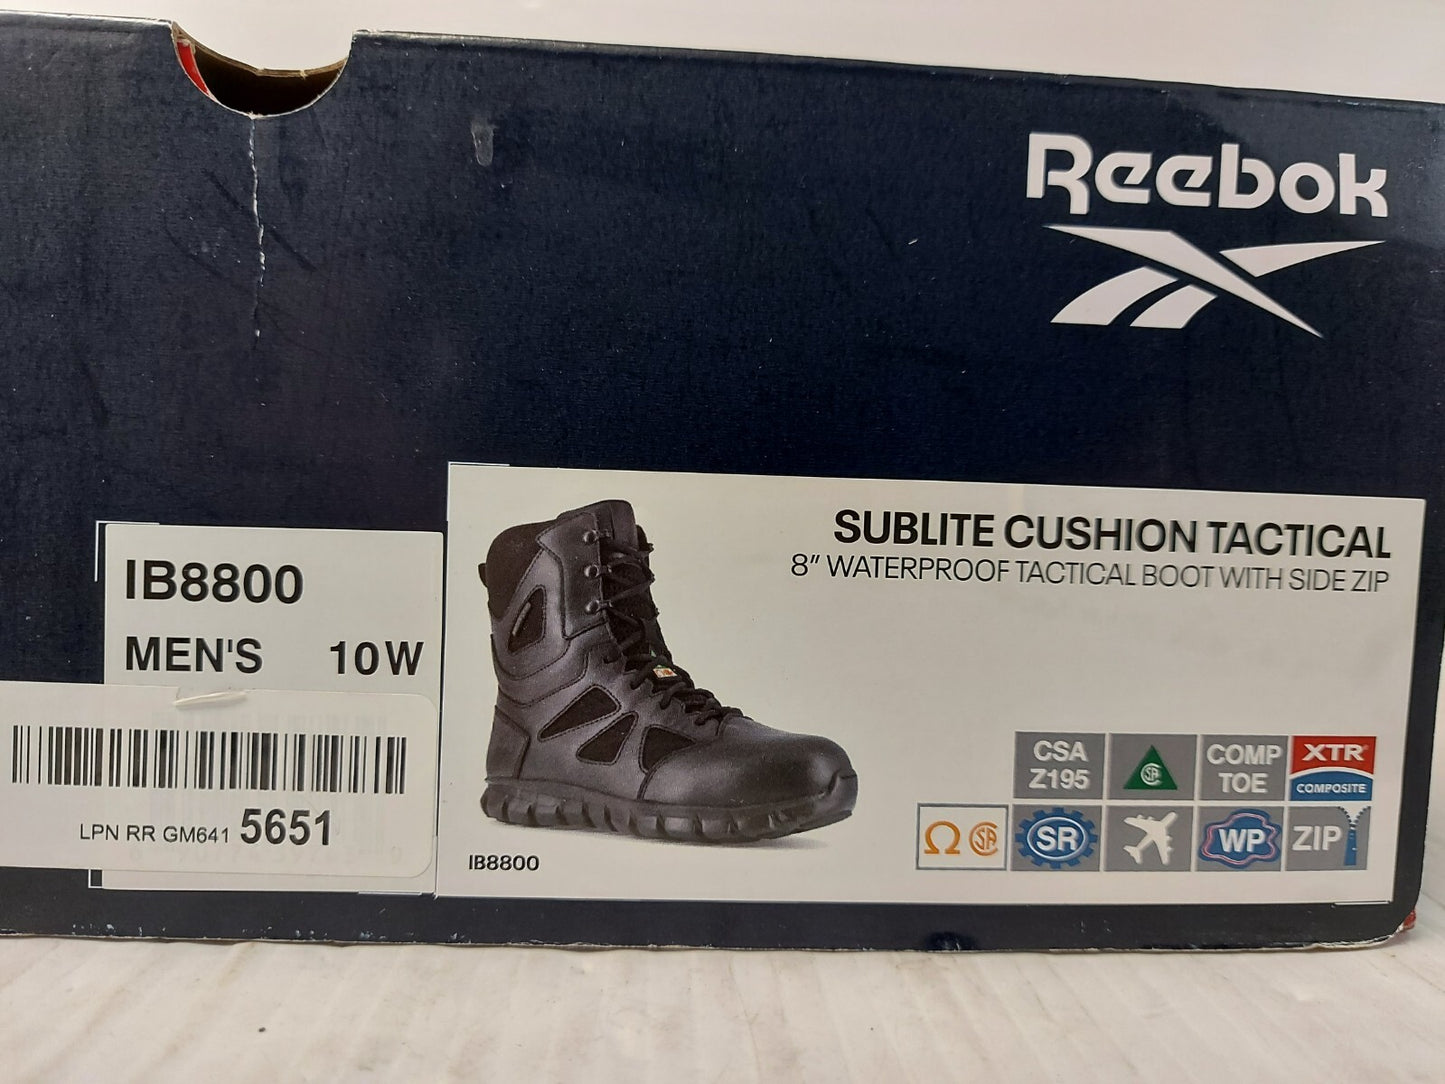 Reebok
IB8800
MEN'S 10W
LPN RR GM641 5651
SUBLITE CUSHION TACTICAL
8" WATERPROOF TACTICAL BOOT WITH SIDE ZIP
IB8800
CSA
Z195
COMP
TOE
XTR
COMPOSITE
Ω
SR
WP
ZIP